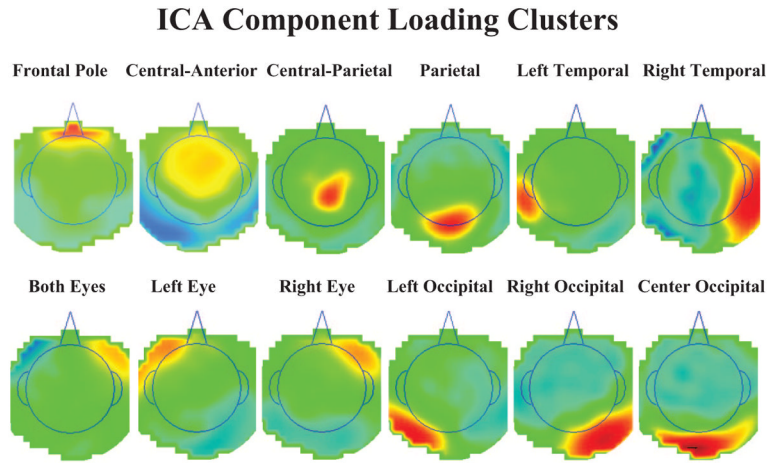 ICA Component Loading Clusters
Frontal Pole Central-Anterior Central-Parietal Parietal Left Temporal Right Temporal
Both Eyes Left Eye Right Eye Left Occipital Right Occipital Center Occipital